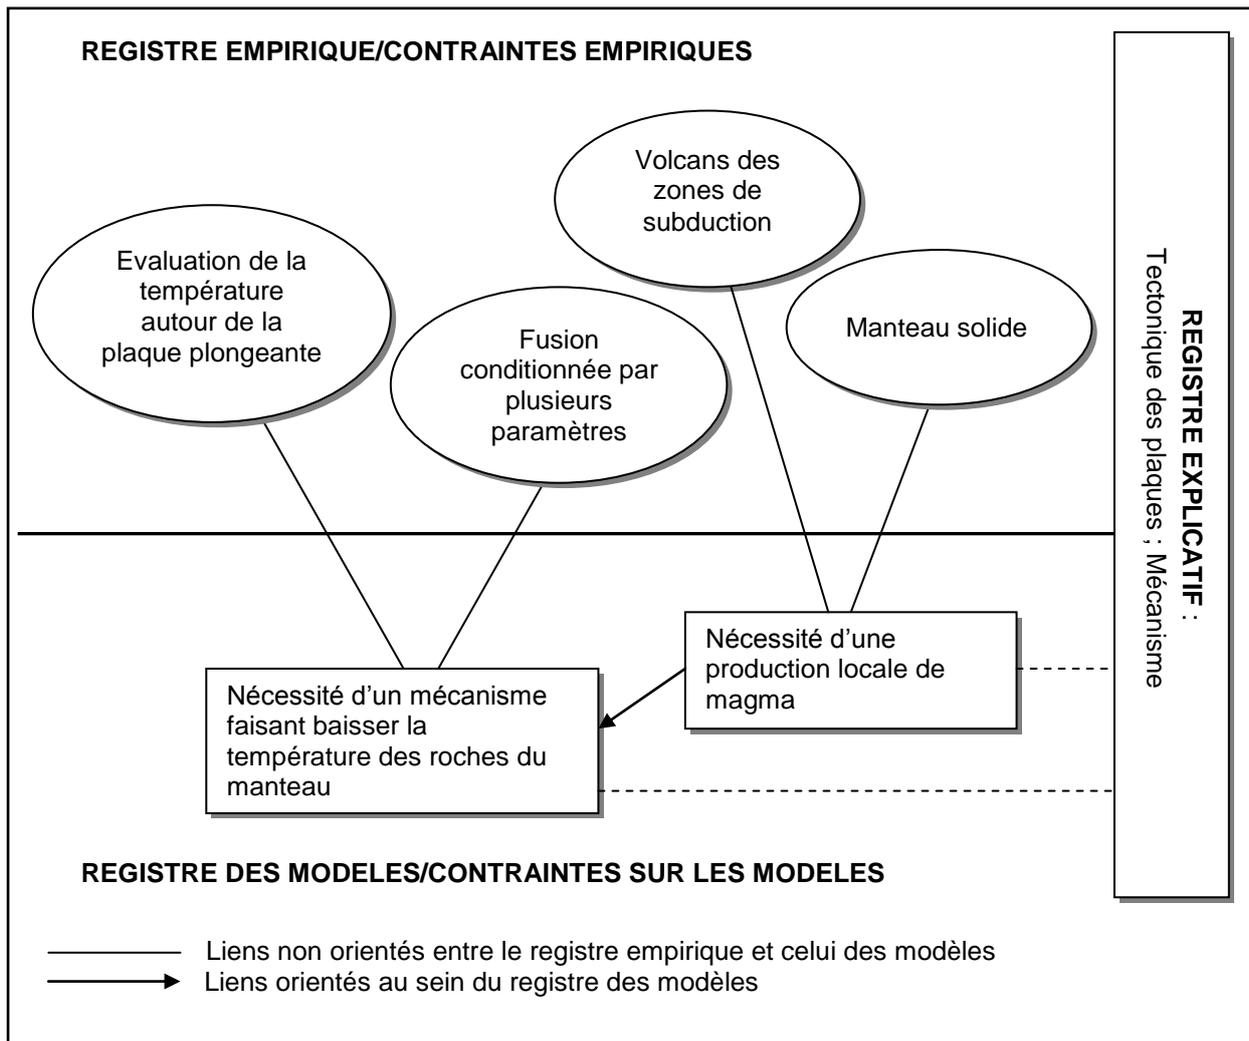 REGISTRE EMPIRIQUE/CONTRAINTES EMPIRIQUES
Volcans des
zones de
subduction
Evaluation de la
température
autour de la
plaque plongeante
Fusion
conditionnée par
plusieurs
paramètres
Manteau solide
REGISTRE EXPLICATIF :
Tectonique des plaques ; Mécanisme
Nécessité d’une
production locale de
magma
Nécessité d’un mécanisme
faisant baisser la
température des roches du
manteau
REGISTRE DES MODELES/CONTRAINTES SUR LES MODELES
Liens non orientés entre le registre empirique et celui des modèles
Liens orientés au sein du registre des modèles